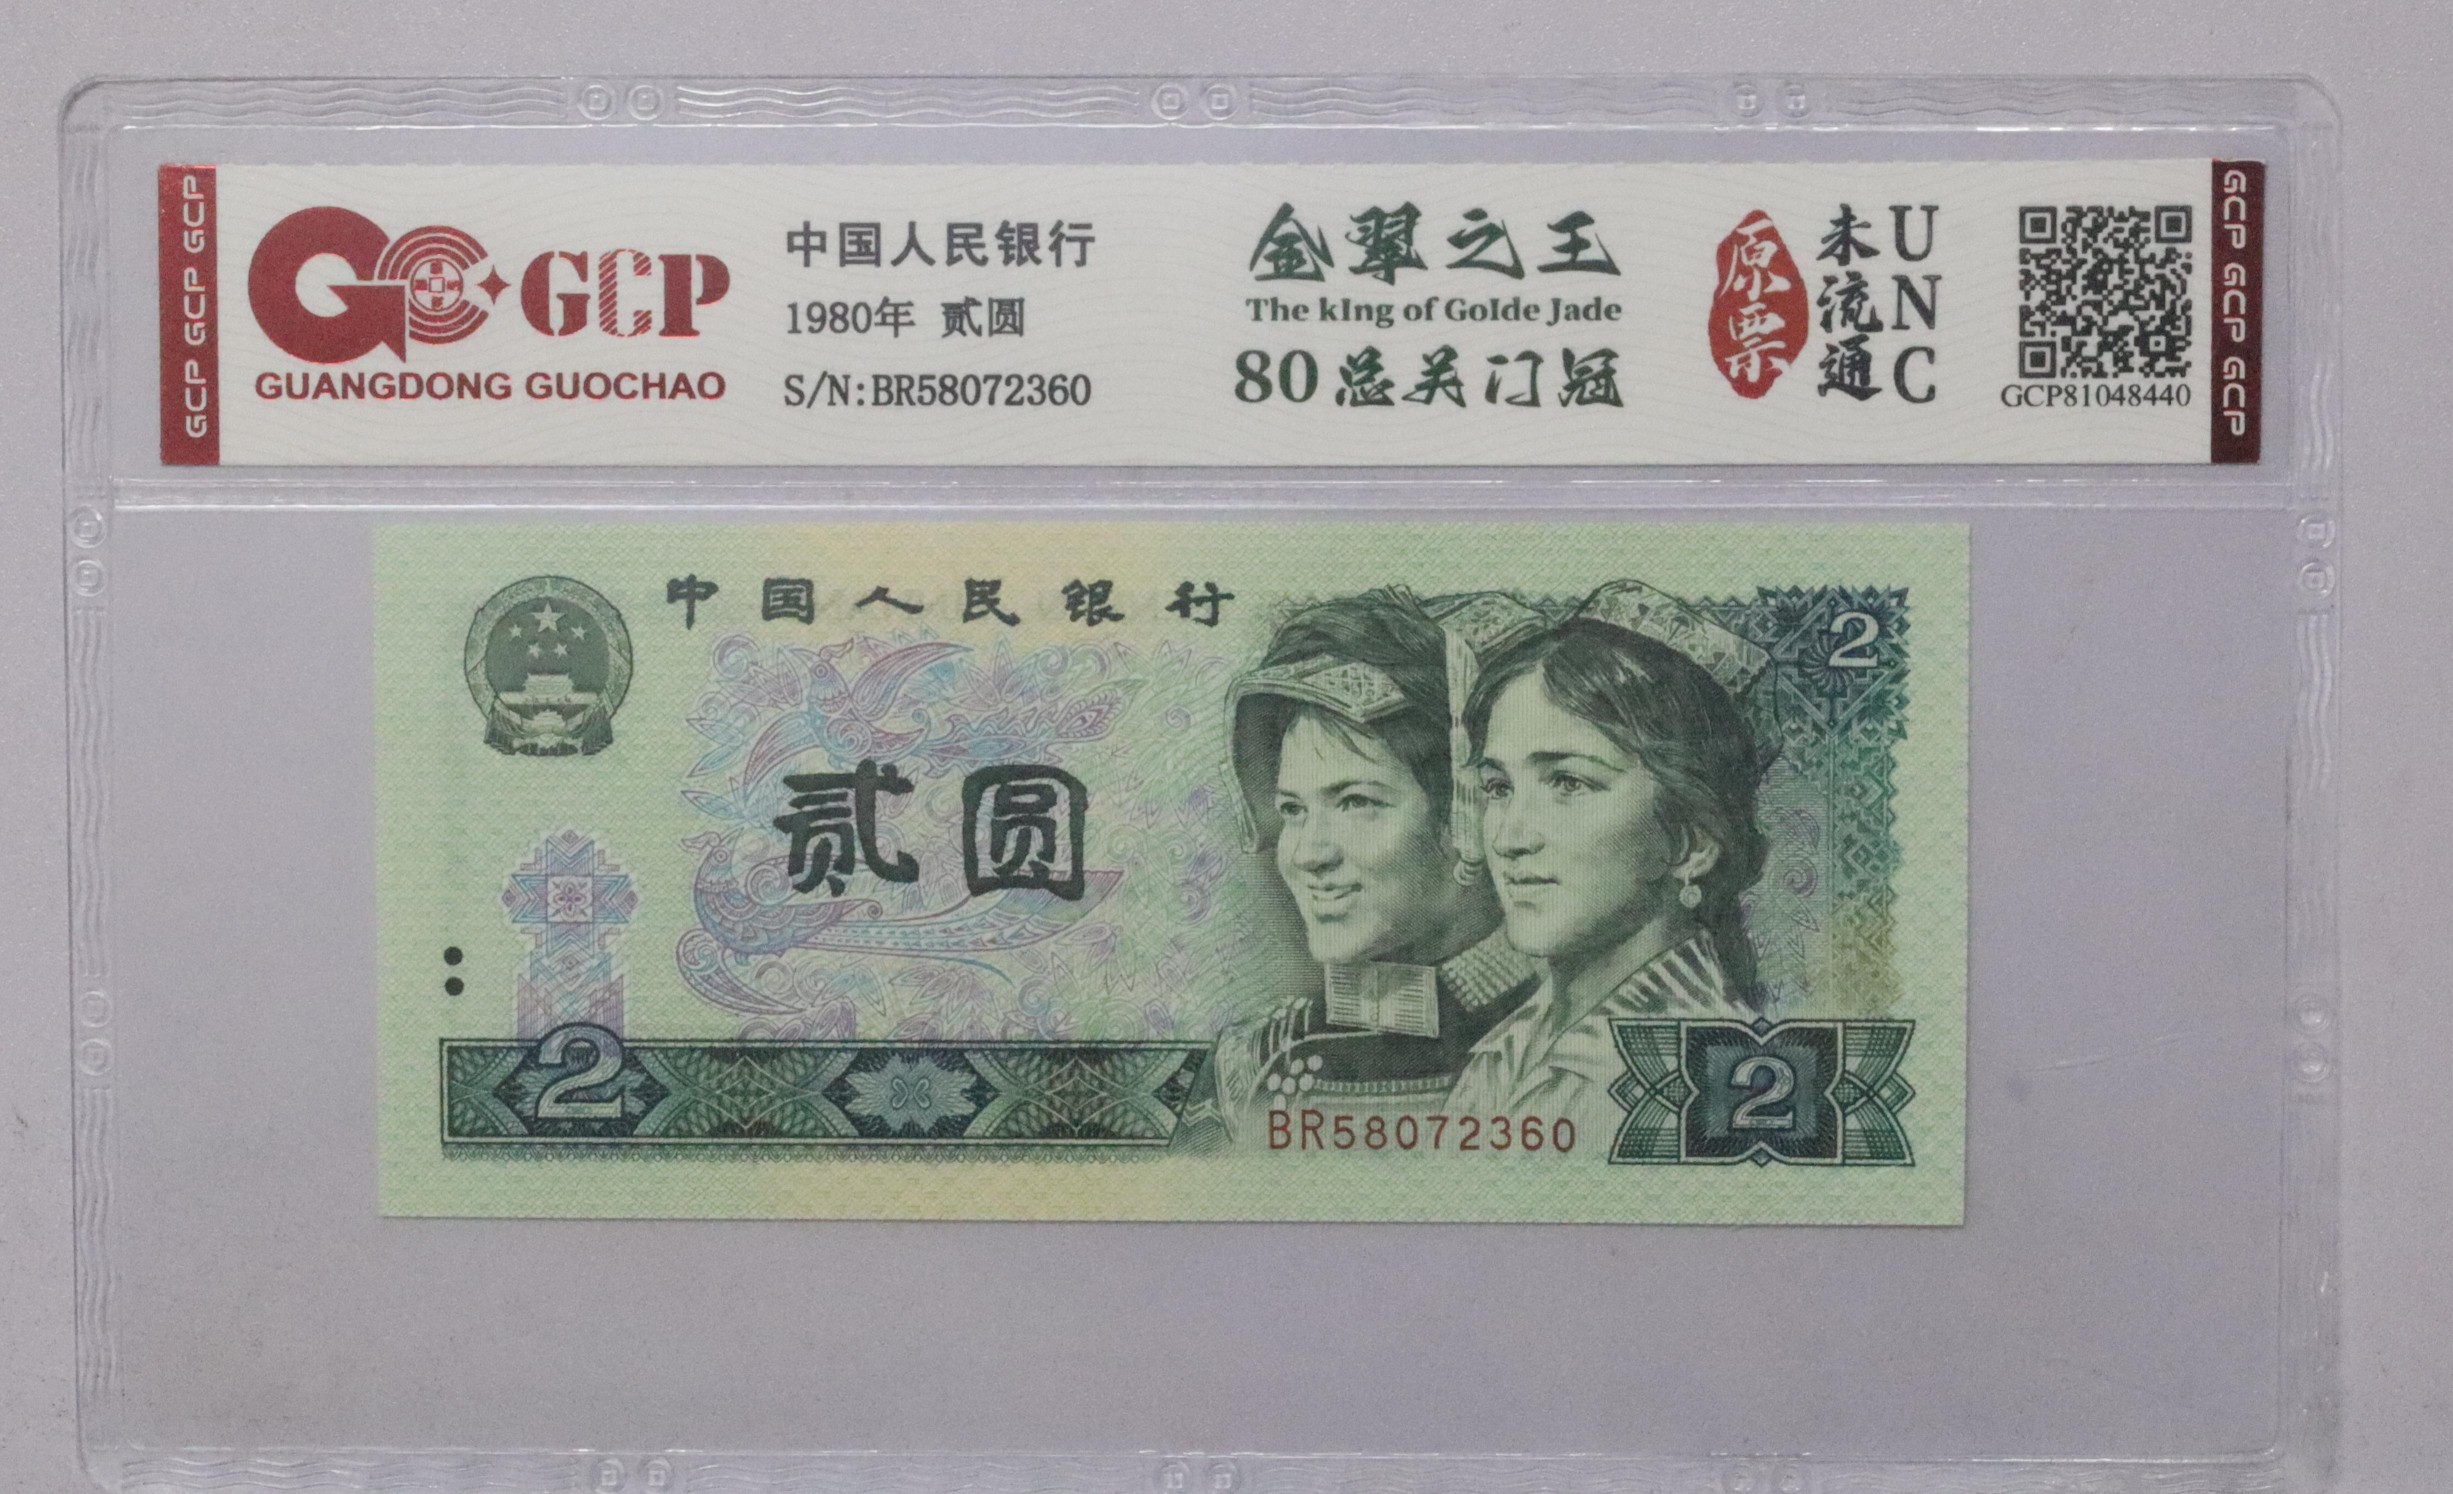 GCP GCP GCP
GCP
GUANGDONG GUOCHAO
中国人民银行
1980年 贰圆
S/N:BR58072360
金翠之王
The kIng of GoIde Jade
80总关门冠
原票
未流通
UNC
GCP81048440
GCP GCP GCP
中国人民银行
2
贰圆
2
BR58072360
2